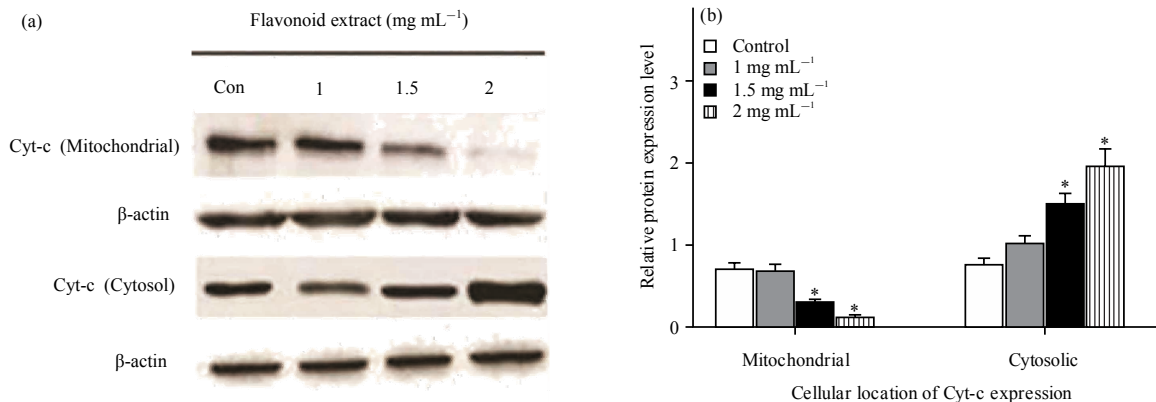 (a)
Flavonoid extract (mg mL⁻¹)
Con 1 1.5 2
Cyt-c (Mitochondrial)
β-actin
Cyt-c (Cytosol)
β-actin
(b)
Control
1 mg mL⁻¹
1.5 mg mL⁻¹
2 mg mL⁻¹
Relative protein expression level
3
2
1
0
* * * *
Mitochondrial Cytosolic
Cellular location of Cyt-c expression